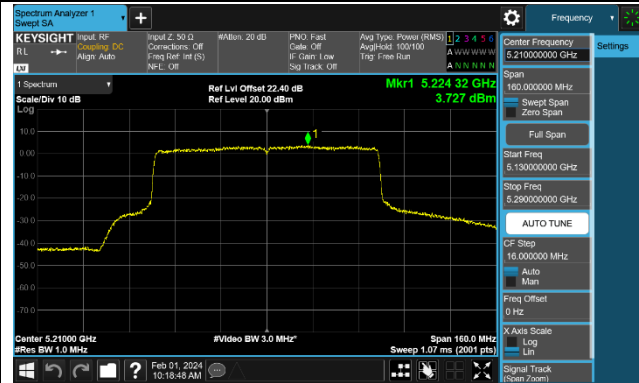 Spectrum Analyzer 1
Swept SA
+
Frequency
KEYSIGHT
RL
LXI
Input: RF
Coupling: DC
Align: Auto
Input Z: 50 Ω
Corrections: Off
Freq Ref: Int (S)
NFE: Off
#Atten: 20 dB
PNO: Fast
Gate: Off
IF Gain: Low
Sig Track: Off
Avg Type: Power (RMS)
Avg|Hold: 100/100
Trig: Free Run
1 2 3 4 5 6
A W W W W W
A N N N N N
1 Spectrum
Scale/Div 10 dB
Log
Ref Lvl Offset 22.40 dB
Ref Level 20.00 dBm
Mkr1 5.224 32 GHz
3.727 dBm
1
10.0
0.00
-10.0
-20.0
-30.0
-40.0
-50.0
-60.0
-70.0
Center 5.21000 GHz
#Res BW 1.0 MHz
#Video BW 3.0 MHz*
Span 160.0 MHz
Sweep 1.07 ms (2001 pts)
?
Feb 01, 2024
10:18:48 AM
Center Frequency
5.210000000 GHz
Span
160.000000 MHz
Swept Span
Zero Span
Full Span
Start Freq
5.130000000 GHz
Stop Freq
5.290000000 GHz
AUTO TUNE
CF Step
16.000000 MHz
Auto
Man
Freq Offset
0 Hz
X Axis Scale
Log
Lin
Signal Track
(Span Zoom)
Settings